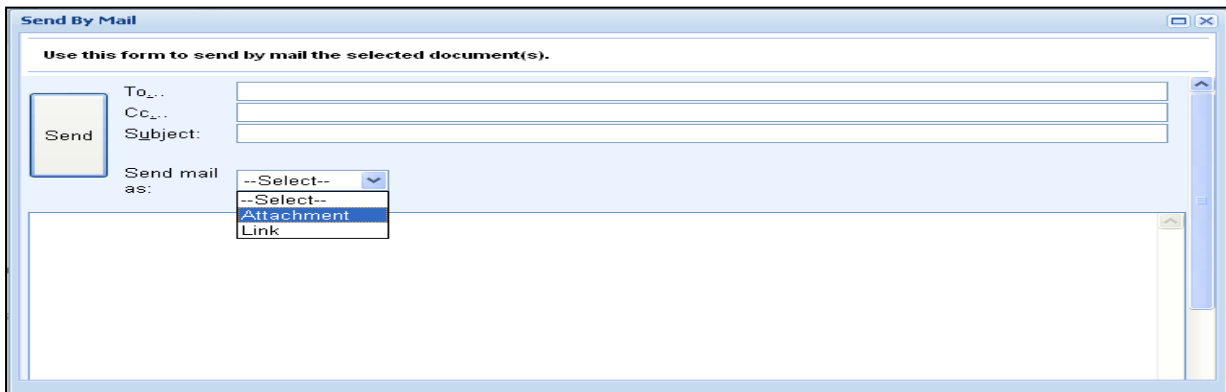 Send By Mail
Use this form to send by mail the selected document(s).
To...
Cc...
Send
Subject:
Send mail as:
--Select--
--Select--
Attachment
Link